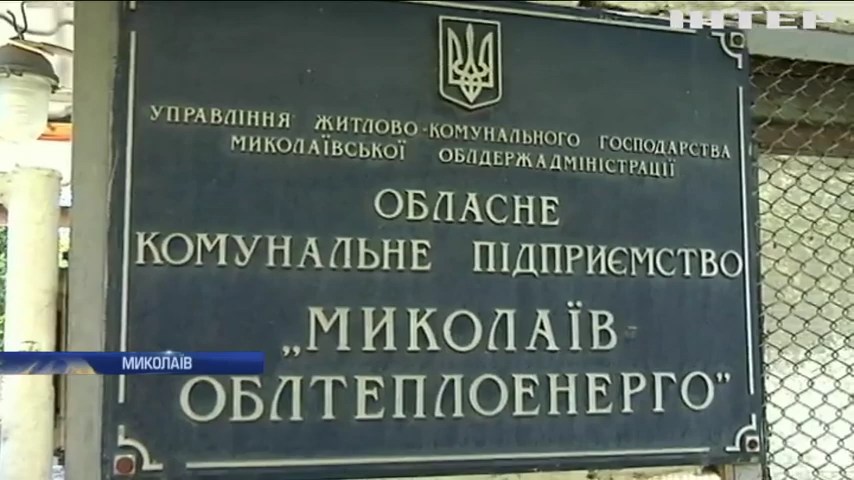 ІНТЕР
УПРАВЛІННЯ ЖИТЛОВО-КОМУНАЛЬНОГО ГОСПОДАРСТВА
МИКОЛАЇВСЬКОЇ ОБЛДЕРЖАДМІНІСТРАЦІЇ
ОБЛАСНЕ
КОМУНАЛЬНЕ ПІДПРИЄМСТВО
„МИКОЛАЇВ
ОБЛТЕПЛОЕНЕРГО”
МИКОЛАЇВ